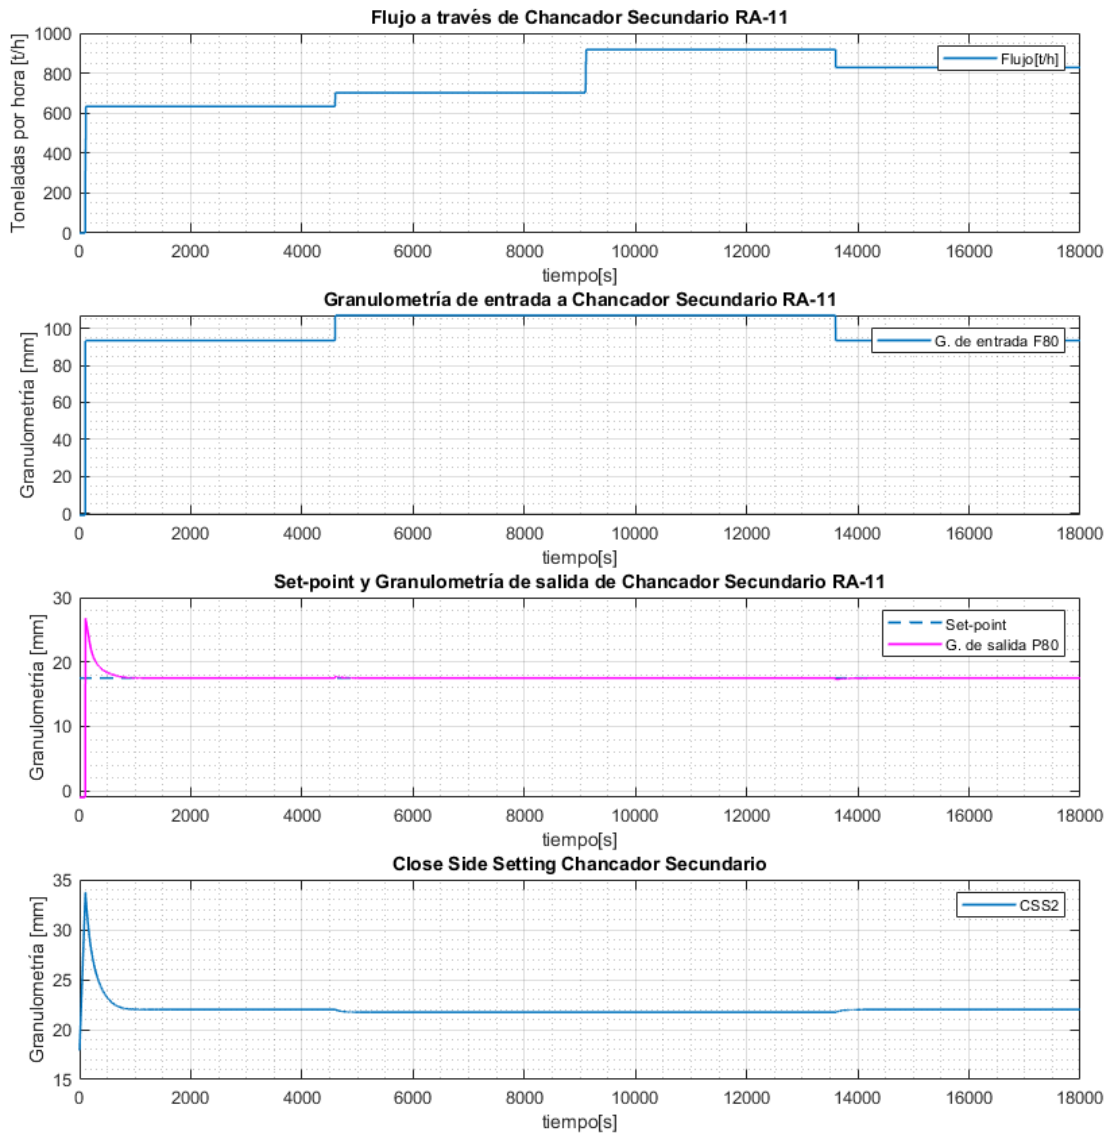 Flujo a través de Chancador Secundario RA-11
Toneladas por hora [t/h]
1000
800
600
400
200
0
Flujo[t/h]
0 2000 4000 6000 8000 10000 12000 14000 16000 18000
tiempo[s]
Granulometría de entrada a Chancador Secundario RA-11
Granulometría [mm]
100
80
60
40
20
0
G. de entrada F80
0 2000 4000 6000 8000 10000 12000 14000 16000 18000
tiempo[s]
Set-point y Granulometría de salida de Chancador Secundario RA-11
Granulometría [mm]
30
20
10
0
Set-point
G. de salida P80
0 2000 4000 6000 8000 10000 12000 14000 16000 18000
tiempo[s]
Close Side Setting Chancador Secundario
Granulometría [mm]
35
30
25
20
15
CSS2
0 2000 4000 6000 8000 10000 12000 14000 16000 18000
tiempo[s]